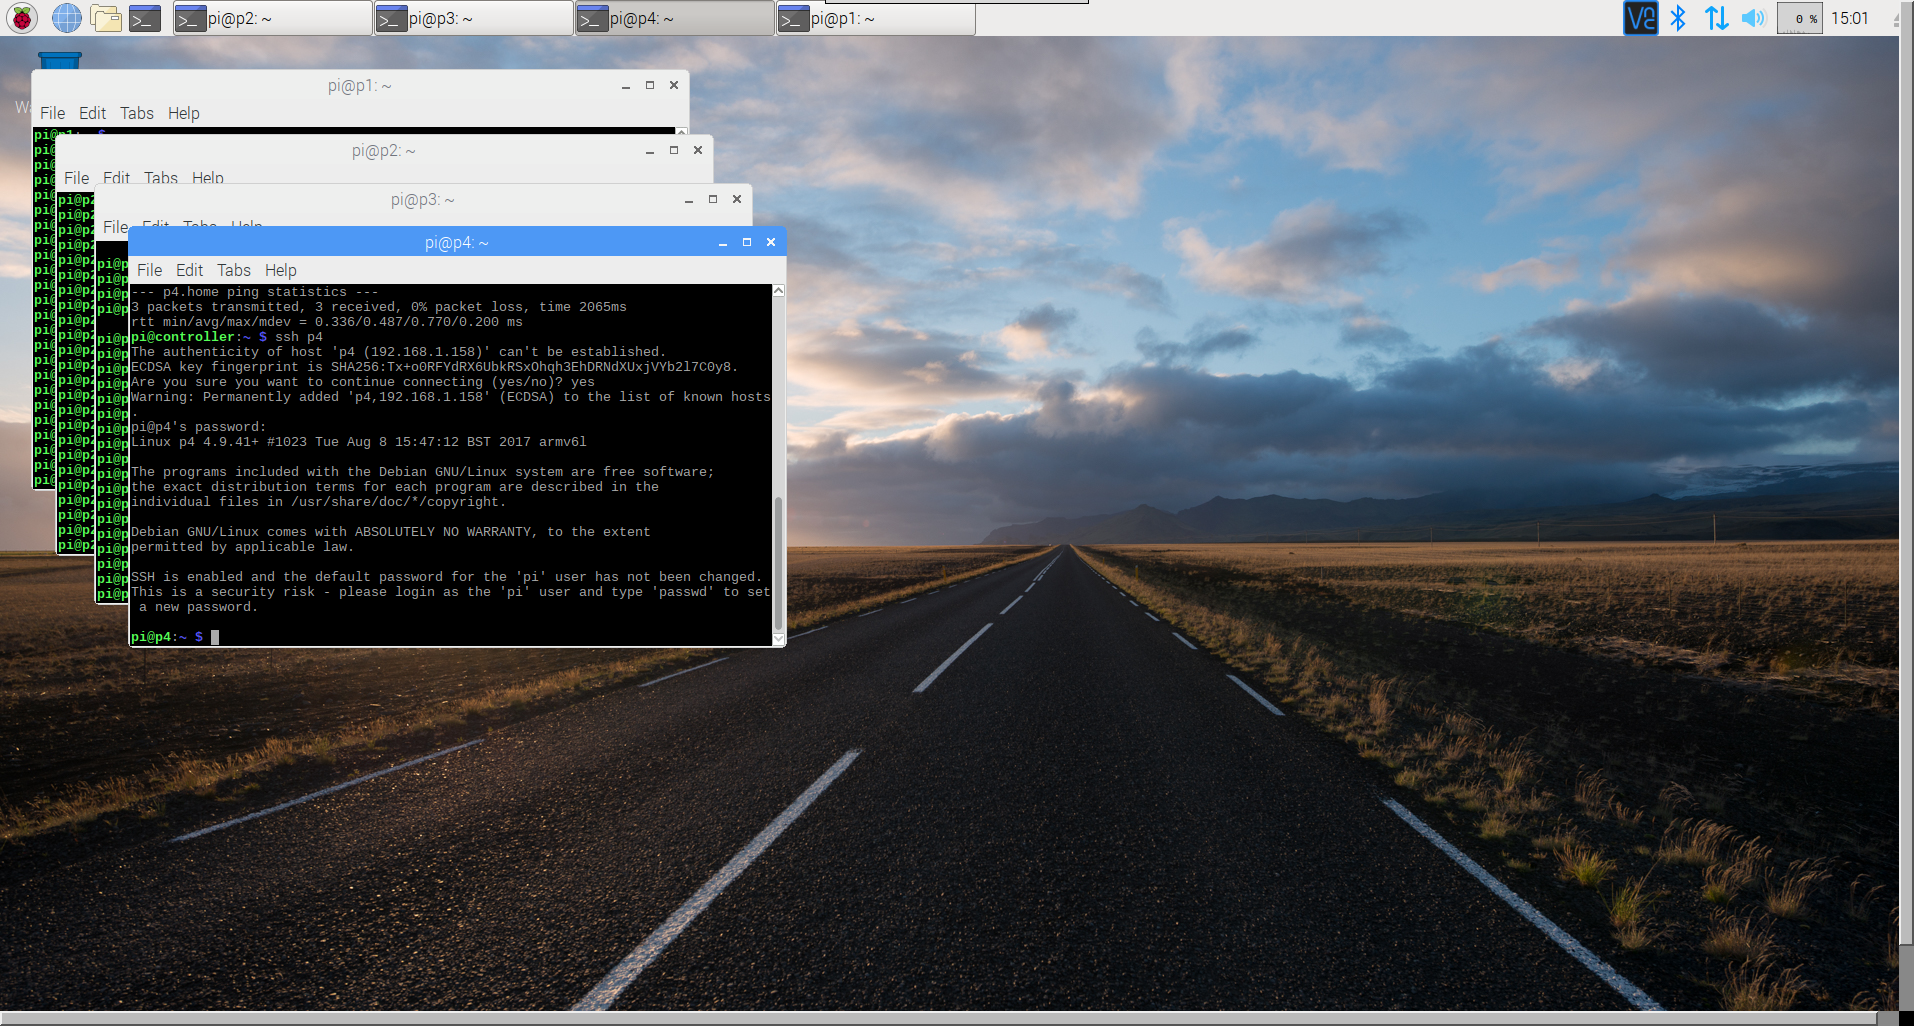 pi@p2: ~
pi@p3: ~
pi@p4: ~
pi@p1: ~
0 %
15:01
pi@p1: ~
File Edit Tabs Help
pi@p2: ~
File Edit Tabs Help
pi@p3: ~
File Edit Tabs Help
pi@p4: ~
File Edit Tabs Help
--- p4.home ping statistics ---
3 packets transmitted, 3 received, 0% packet loss, time 2065ms
rtt min/avg/max/mdev = 0.336/0.487/0.770/0.200 ms
pi@controller:~ $ ssh p4
The authenticity of host 'p4 (192.168.1.158)' can't be established.
ECDSA key fingerprint is SHA256:Tx+o0RFYdRX6UbkRSxOhqh3EhDRNdXUxjVYb2l7C0y8.
Are you sure you want to continue connecting (yes/no)? yes
Warning: Permanently added 'p4,192.168.1.158' (ECDSA) to the list of known hosts
.
pi@p4's password:
Linux p4 4.9.41+ #1023 Tue Aug 8 15:47:12 BST 2017 armv6l
The programs included with the Debian GNU/Linux system are free software;
the exact distribution terms for each program are described in the
individual files in /usr/share/doc/*/copyright.
Debian GNU/Linux comes with ABSOLUTELY NO WARRANTY, to the extent
permitted by applicable law.
SSH is enabled and the default password for the 'pi' user has not been changed.
This is a security risk - please login as the 'pi' user and type 'passwd' to set
a new password.
pi@p4:~ $